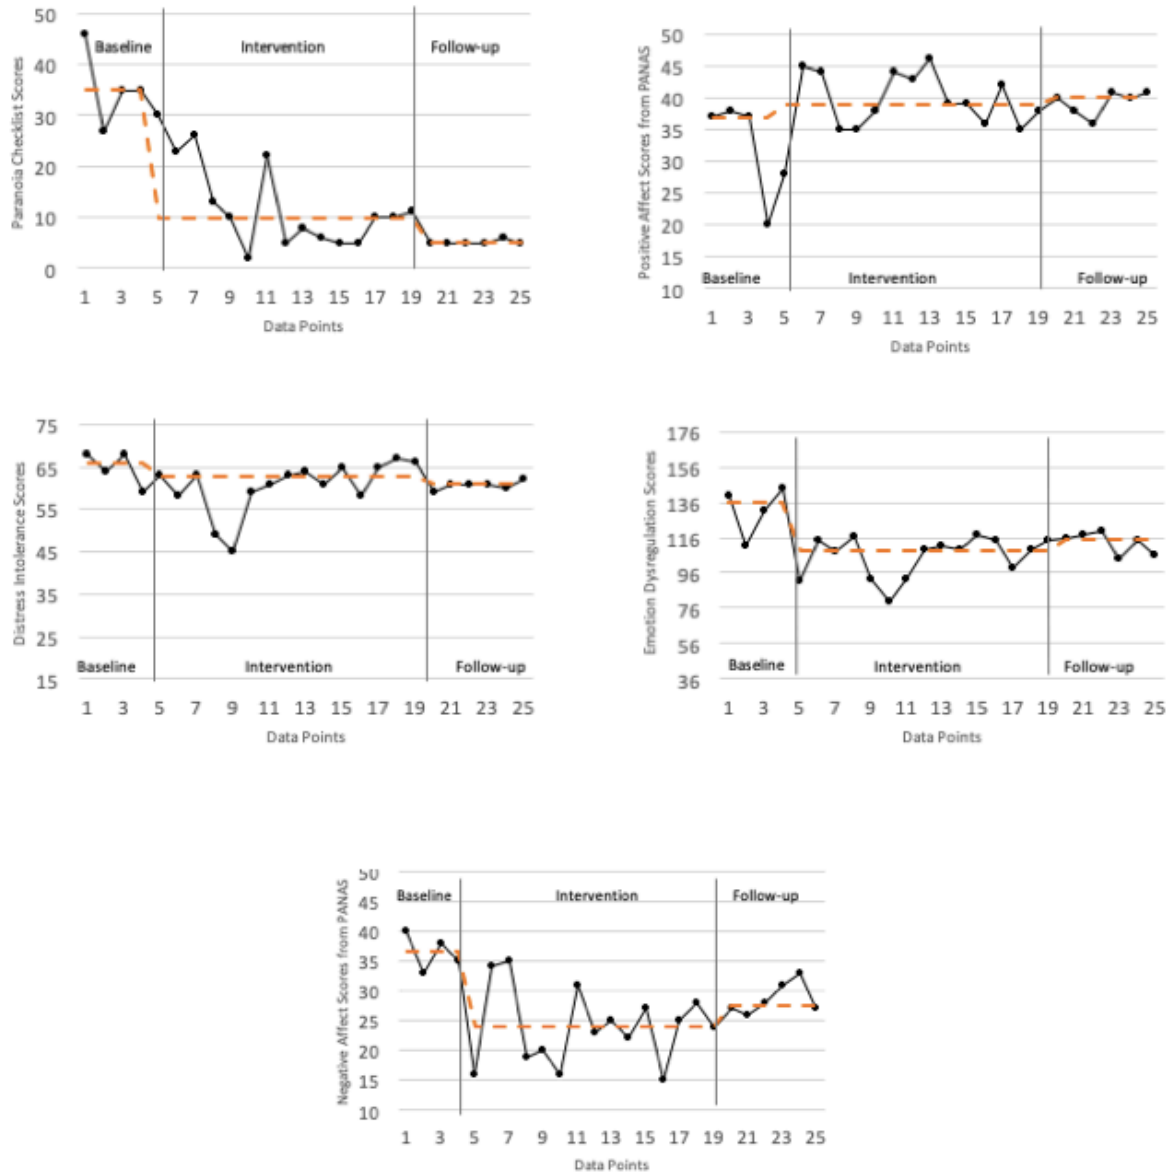 50
40
30
20
10
0
Paranoia Checklist Scores
Baseline
Intervention
Follow-up
1 3 5 7 9 11 13 15 17 19 21 23 25
Data Points
50
45
40
35
30
25
20
15
10
Positive Affect Scores from PANAS
Baseline
Intervention
Follow-up
1 3 5 7 9 11 13 15 17 19 21 23 25
Data Points
75
65
55
45
35
25
15
Distress Intolerance Scores
Baseline
Intervention
Follow-up
1 3 5 7 9 11 13 15 17 19 21 23 25
Data Points
176
156
136
116
96
76
56
36
Emotion Dysregulation Scores
Baseline
Intervention
Follow-up
1 3 5 7 9 11 13 15 17 19 21 23 25
Data Points
50
45
40
35
30
25
20
15
10
Negative Affect Scores from PANAS
Baseline
Intervention
Follow-up
1 3 5 7 9 11 13 15 17 19 21 23 25
Data Points